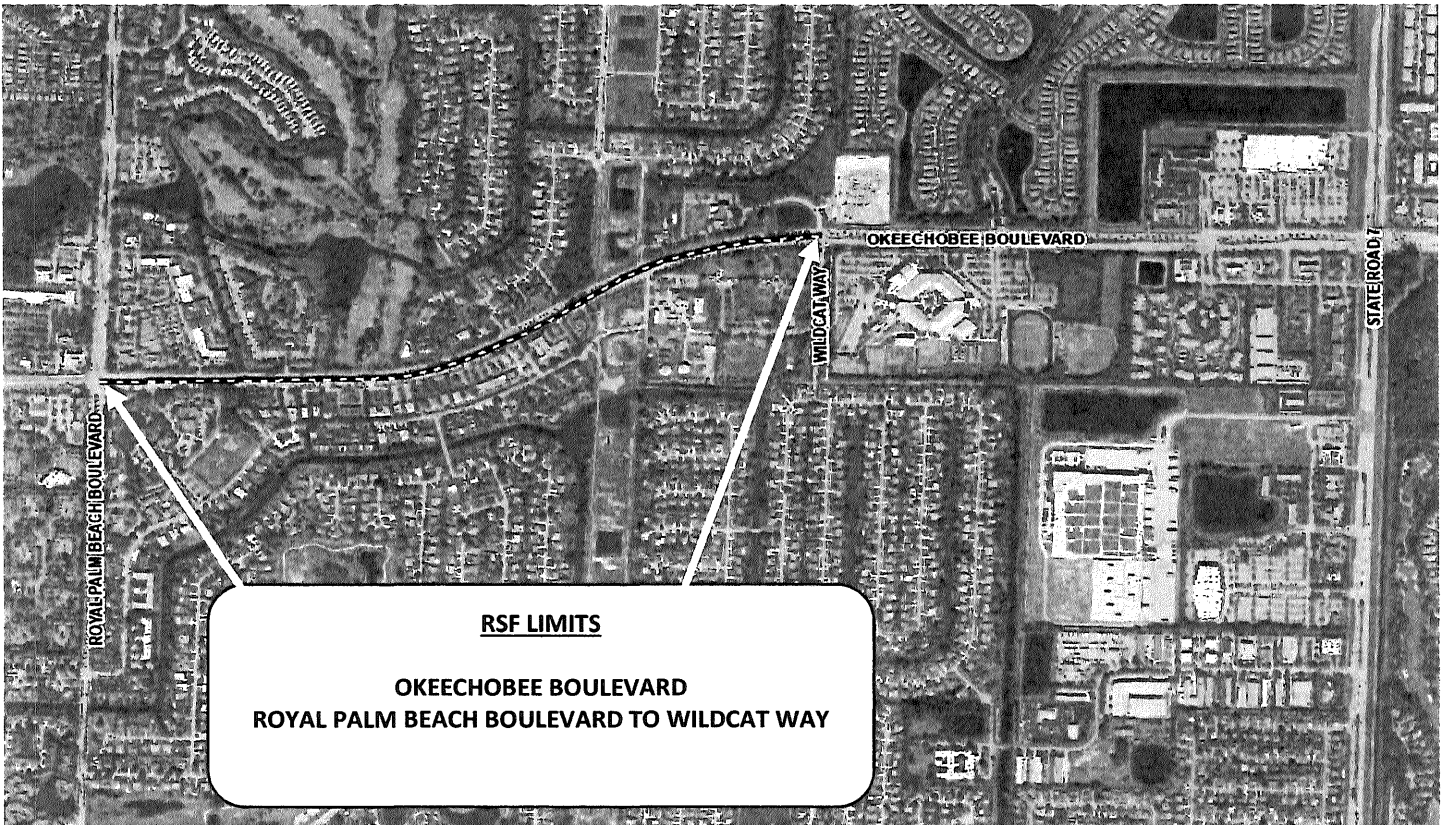 OKEECHOBEE BOULEVARD
STATE ROAD 7
WILDCAT WAY
ROYAL PALM BEACH BOULEVARD
RSF LIMITS
OKEECHOBEE BOULEVARD
ROYAL PALM BEACH BOULEVARD TO WILDCAT WAY